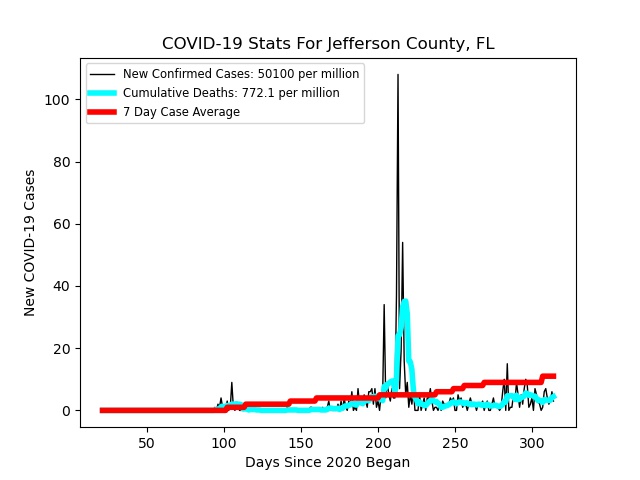 COVID-19 Stats For Jefferson County, FL
New Confirmed Cases: 50100 per million
Cumulative Deaths: 772.1 per million
7 Day Case Average
New COVID-19 Cases
100
80
60
40
20
0
50 100 150 200 250 300
Days Since 2020 Began